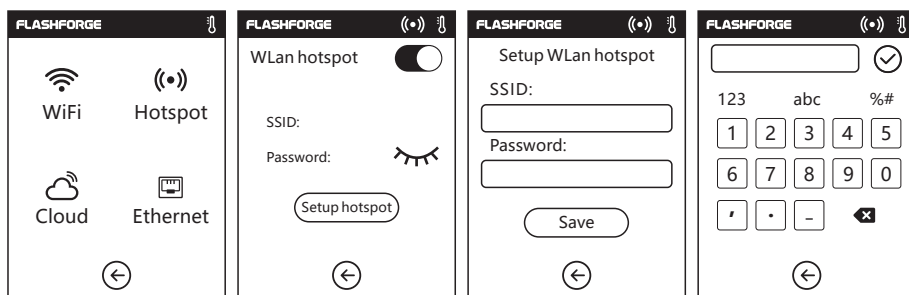 FLASHFORGE
WiFi
Hotspot
Cloud
Ethernet
FLASHFORGE
WLan hotspot
SSID:
Password:
Setup hotspot
FLASHFORGE
Setup WLan hotspot
SSID:
Password:
Save
FLASHFORGE
123 abc %#
1 2 3 4 5
6 7 8 9 0
, . _